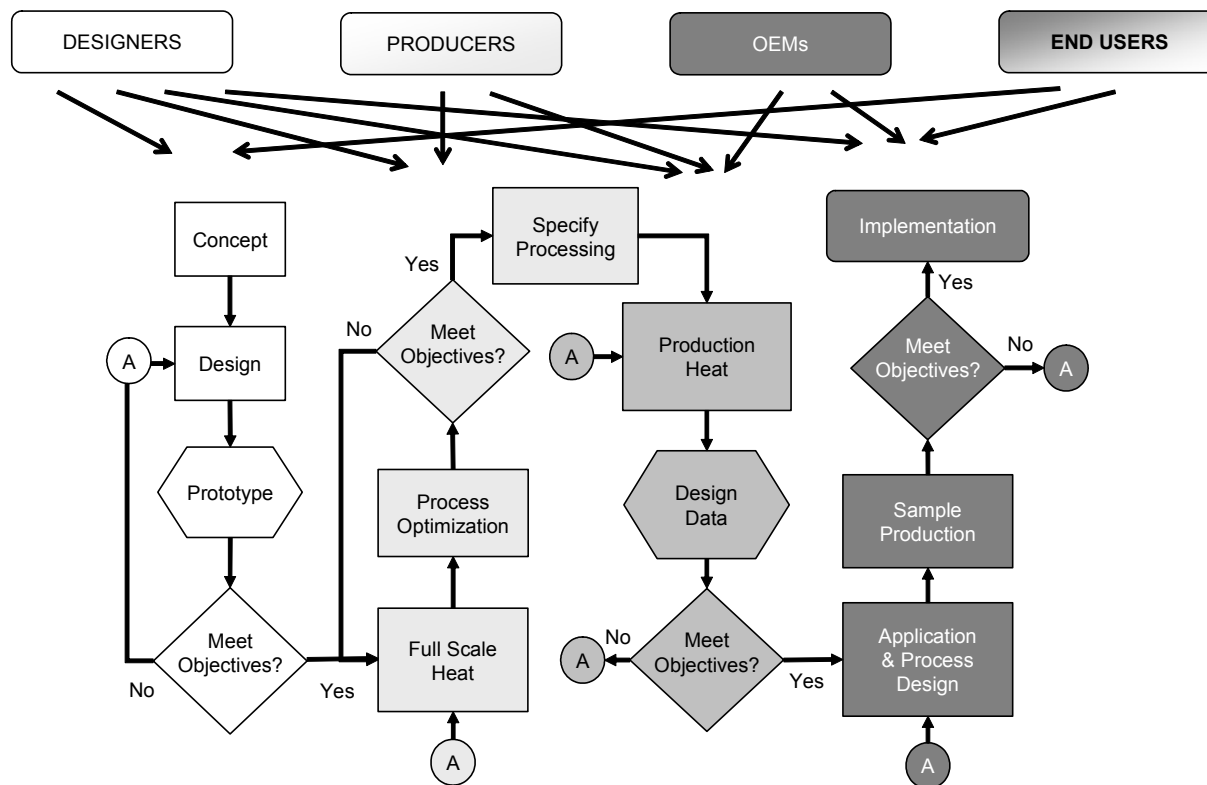 DESIGNERS
PRODUCERS
OEMs
END USERS
Concept
Design
A
Prototype
Meet
Objectives?
No
Yes
Full Scale
Heat
A
Process
Optimization
Meet
Objectives?
No
Yes
Specify
Processing
A
Production
Heat
Design
Data
Meet
Objectives?
No
A
Yes
Application
& Process
Design
A
Sample
Production
Meet
Objectives?
No
A
Yes
Implementation